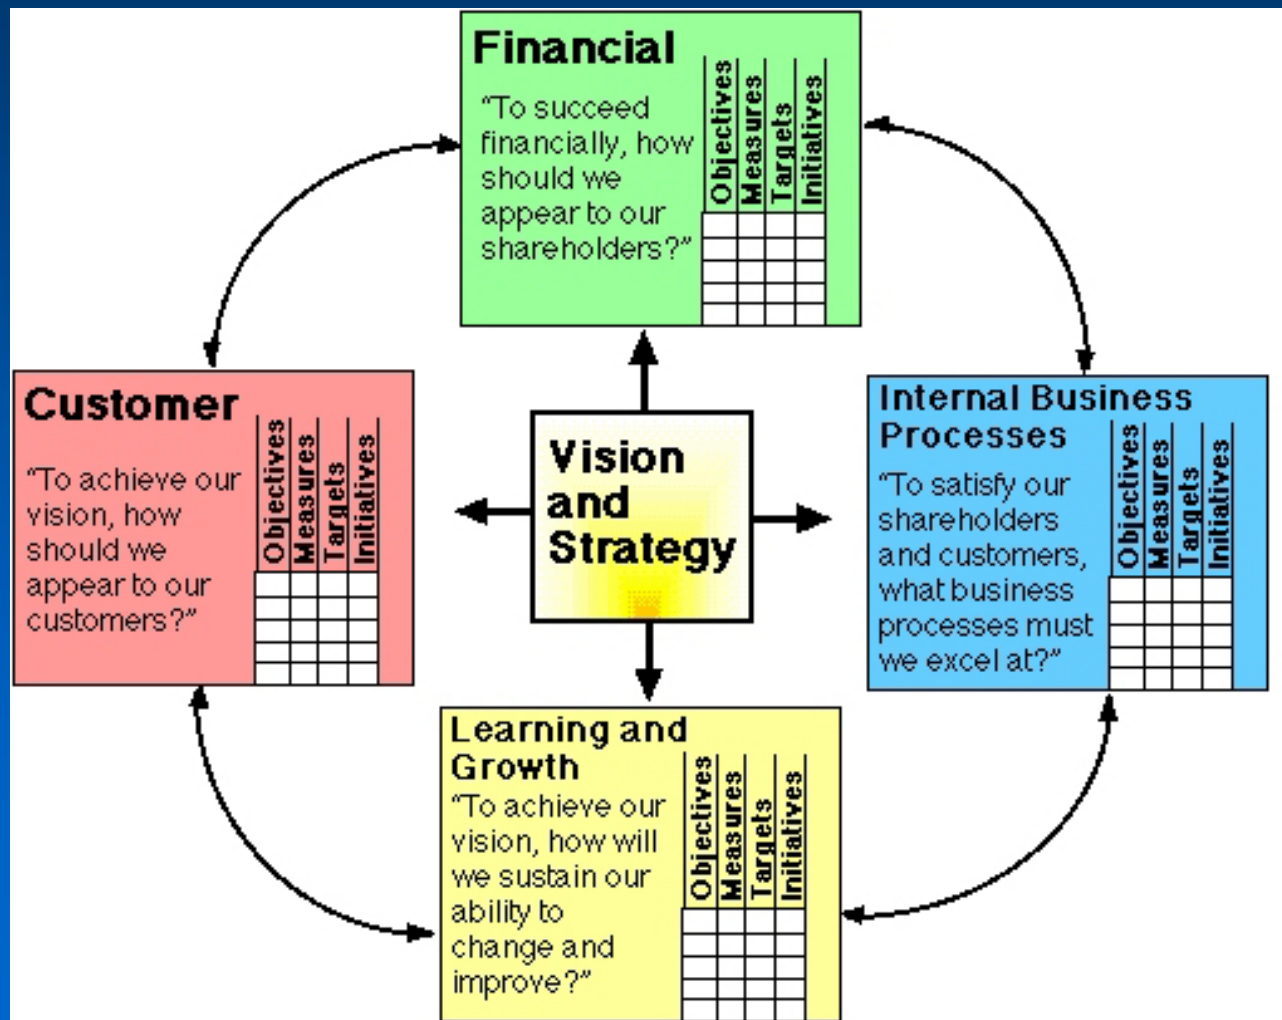 Financial
“To succeed
financially, how
should we
appear to our
shareholders?”
Objectives
Measures
Targets
Initiatives
Customer
“To achieve our
vision, how
should we
appear to our
customers?”
Objectives
Measures
Targets
Initiatives
Vision
and
Strategy
Internal Business
Processes
“To satisfy our
shareholders
and customers,
what business
processes must
we excel at?”
Objectives
Measures
Targets
Initiatives
Learning and
Growth
“To achieve our
vision, how will
we sustain our
ability to
change and
improve?”
Objectives
Measures
Targets
Initiatives